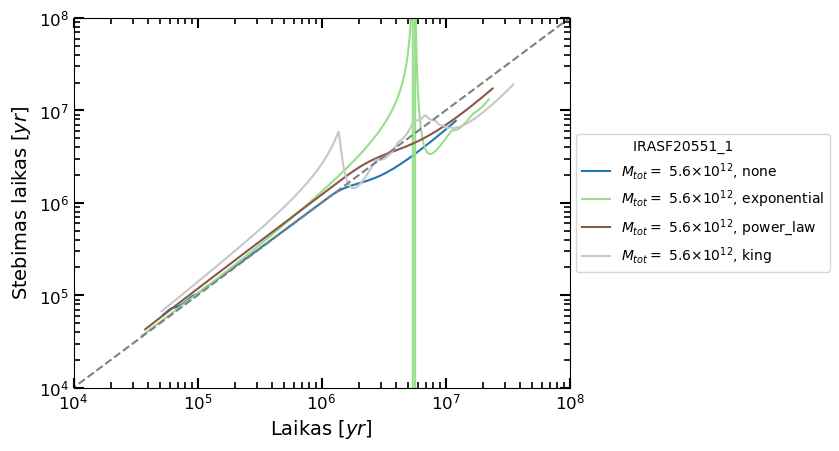 10^8
10^7
10^6
10^5
10^4
Stebimas laikas [yr]
10^4 10^5 10^6 10^7 10^8
Laikas [yr]
IRASF20551_1
M_tot = 5.6×10^12, none
M_tot = 5.6×10^12, exponential
M_tot = 5.6×10^12, power_law
M_tot = 5.6×10^12, king